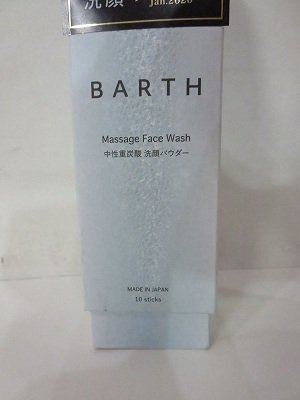 洗顔
Jan.2020
BARTH
Massage Face Wash
中性重炭酸 洗顔パウダー
MADE IN JAPAN
10 sticks